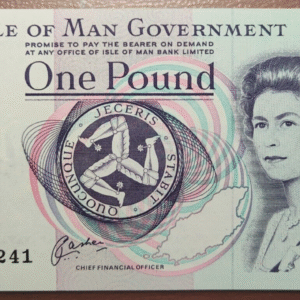 LE OF MAN GOVERNMENT
PROMISE TO PAY THE BEARER ON DEMAND
AT ANY OFFICE OF ISLE OF MAN BANK LIMITED
One Pound
QUOCUNQUE · JECERIS · STABIT
241
CHIEF FINANCIAL OFFICER